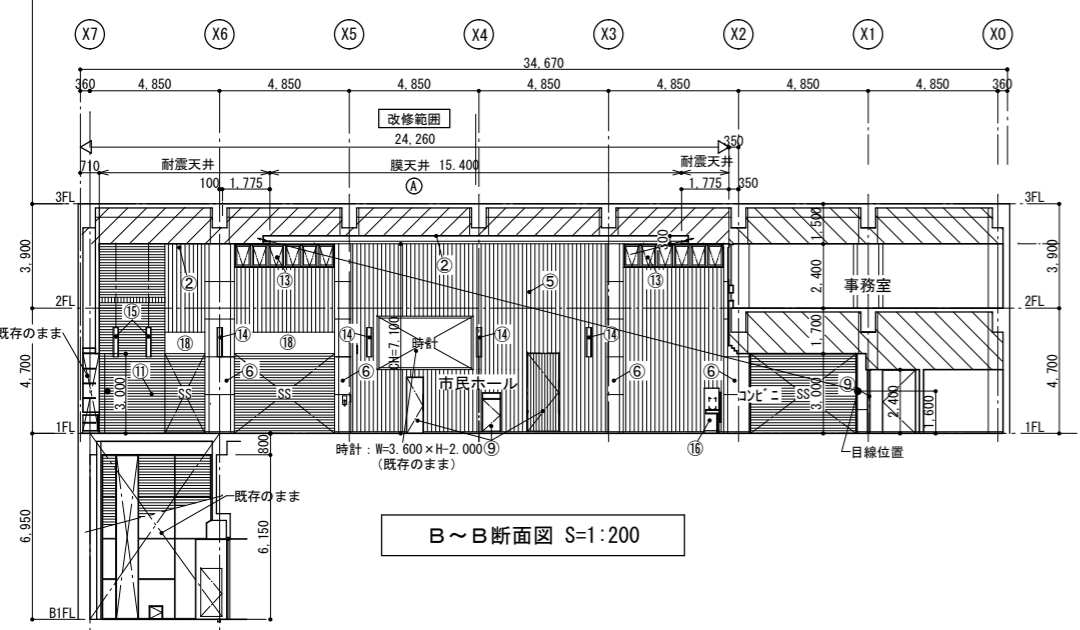 X7 X6 X5 X4 X3 X2 X1 X0
34,670
360 4,850 4,850 4,850 4,850 4,850 4,850 4,850 360
改修範囲
24,260 350
710 耐震天井 膜天井 15.400 耐震天井
100 1,775 Ⓐ 1,775 350
3FL 3FL
3,900 ② ② 300 1,500 3,900
⑬ ⑤ ⑬ 2,400 事務室
2FL 2FL
⑮
既存のまま ⑭ ⑭ ⑭ ⑭ 1,700
⑱ ⑱ CH=7.100 時計
4,700 ⑪ 3,000 SS ⑥ SS ⑥ 市民ホール ⑥ ⑥ コンビニ SS 3,000 ⑨ 2,400 1,600 4,700
1FL 1FL
時計:W=3.600×H-2.000 ⑨ ⑯ 目線位置
(既存のまま)
800
既存のまま
6,950 6,150
B~B断面図 S=1:200
B1FL